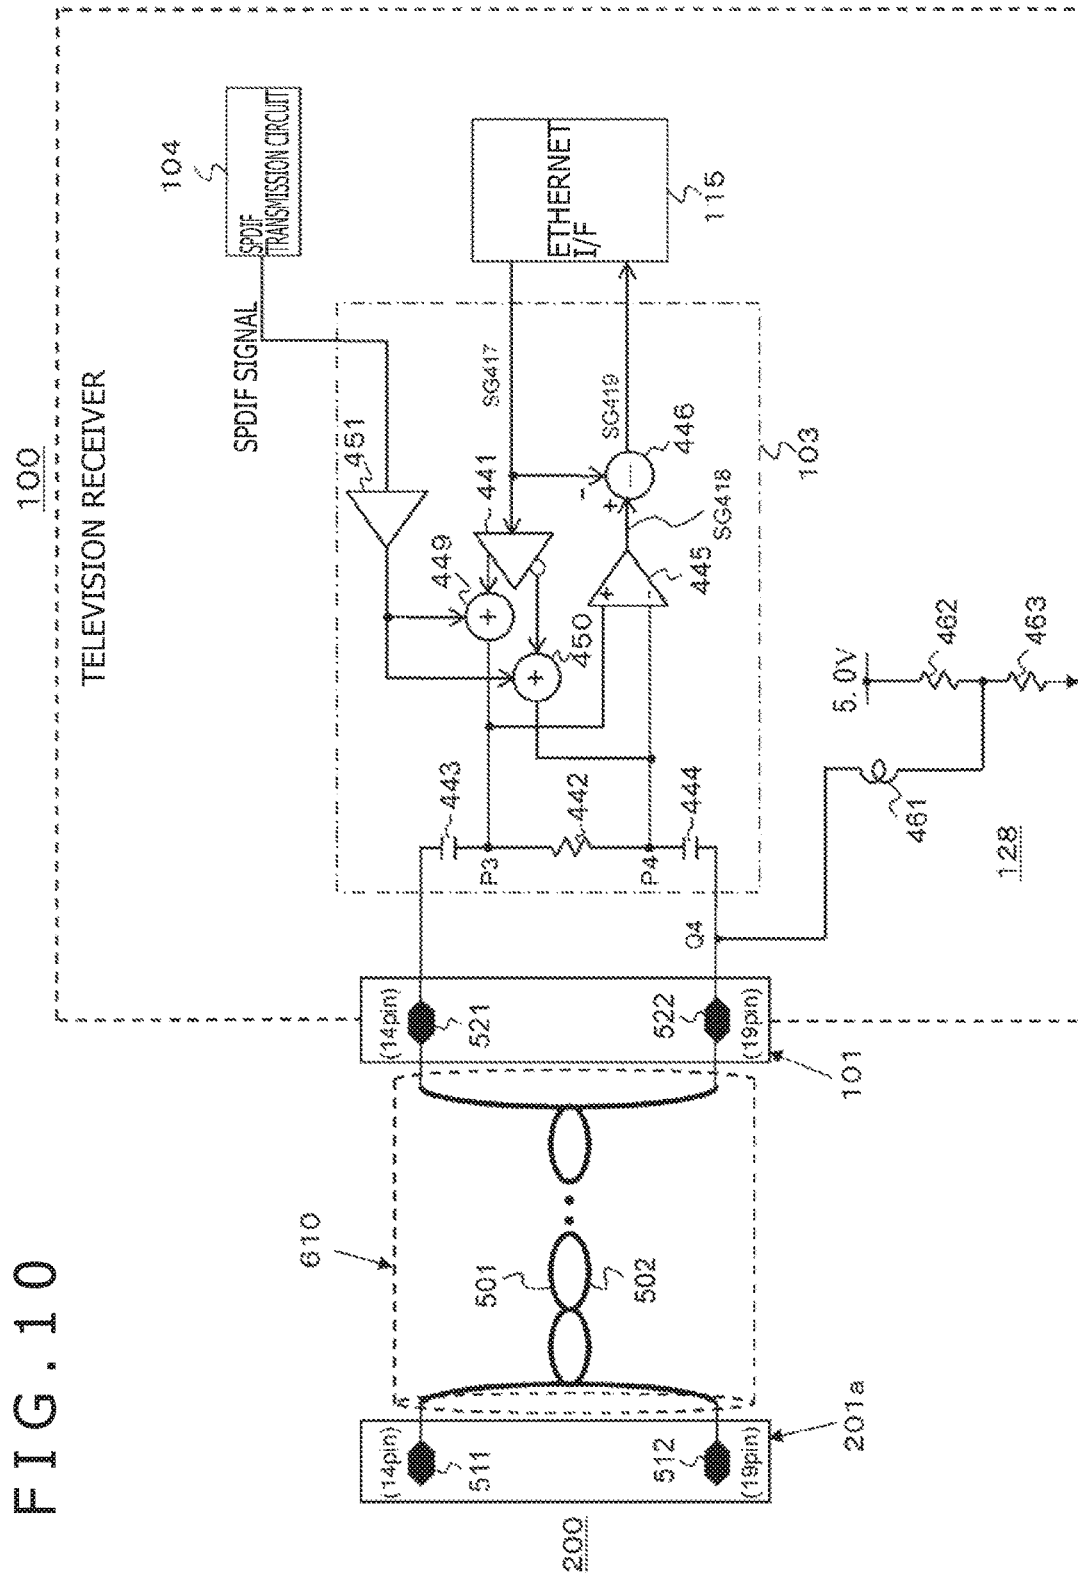 FIG.10
100
TELEVISION RECEIVER
104
SPDIF
TRANSMISSION CIRCUIT
SPDIF SIGNAL
451
ETHERNET
I/F
115
SG417
441
449
450
SG419
446
SG418
445
103
443
P3
442
P4
444
Q4
5.0V
462
463
461
128
(14pin)
521
522
(19pin)
101
610
501
502
(14pin)
511
512
(19pin)
201a
200